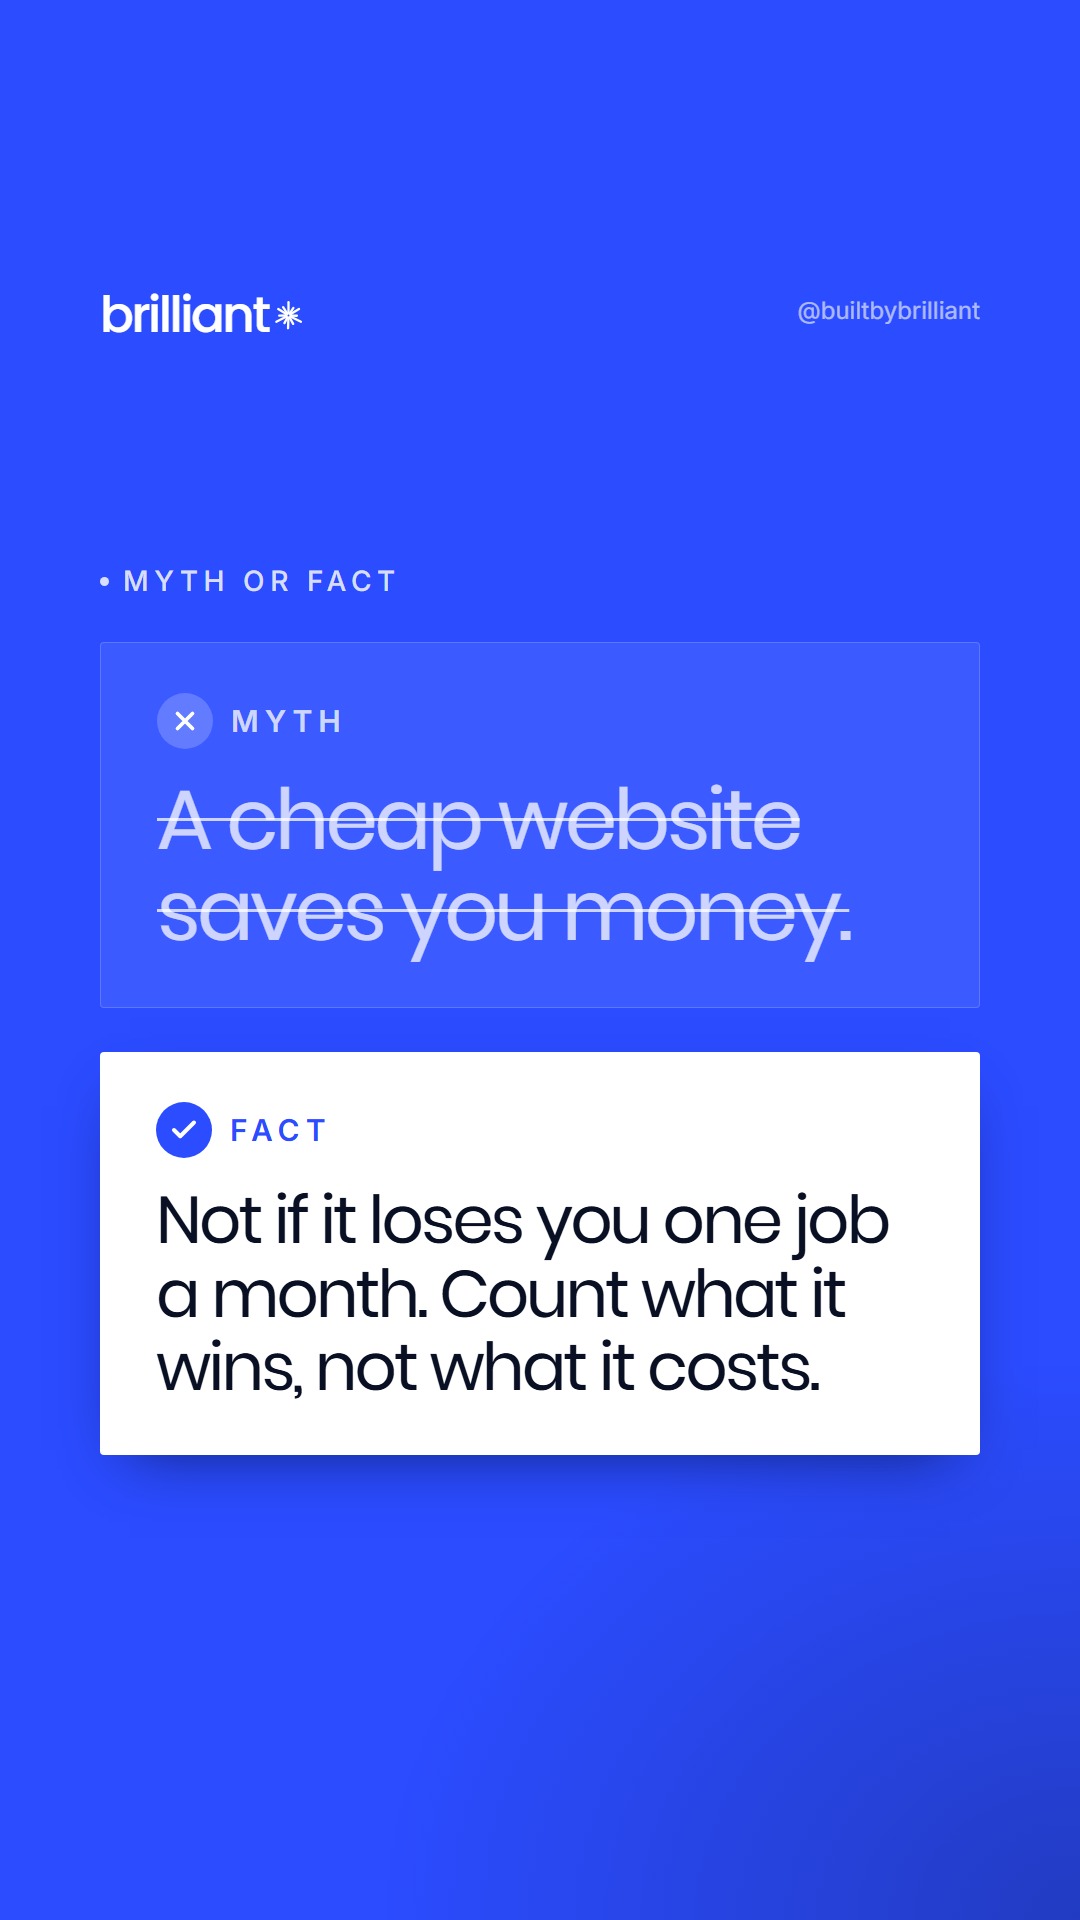 brilliant
@builtbybrilliant
• MYTH OR FACT
MYTH
A cheap website
saves you money.
FACT
Not if it loses you one job
a month. Count what it
wins, not what it costs.